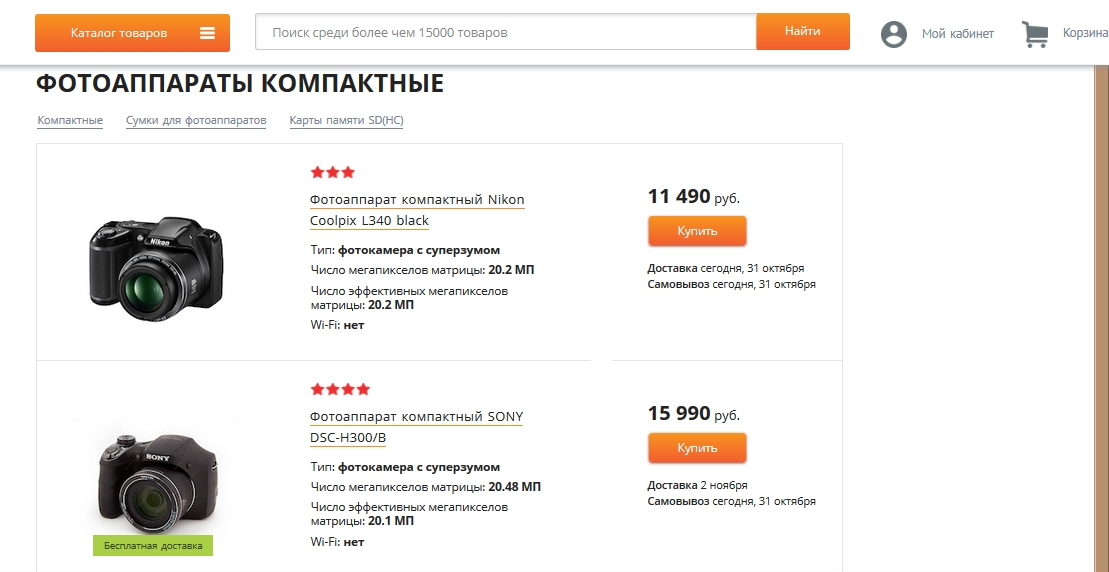 Каталог товаров
Поиск среди более чем 15000 товаров
Найти
Мой кабинет
Корзина
ФОТОАППАРАТЫ КОМПАКТНЫЕ
Компактные
Сумки для фотоаппаратов
Карты памяти SD(HC)
Nikon
Фотоаппарат компактный Nikon
Coolpix L340 black
Тип: фотокамера с суперзумом
Число мегапикселов матрицы: 20.2 МП
Число эффективных мегапикселов
матрицы: 20.2 МП
Wi-Fi: нет
11 490 руб.
Купить
Доставка сегодня, 31 октября
Самовывоз сегодня, 31 октября
SONY
Бесплатная доставка
Фотоаппарат компактный SONY
DSC-H300/B
Тип: фотокамера с суперзумом
Число мегапикселов матрицы: 20.48 МП
Число эффективных мегапикселов
матрицы: 20.1 МП
Wi-Fi: нет
15 990 руб.
Купить
Доставка 2 ноября
Самовывоз сегодня, 31 октября